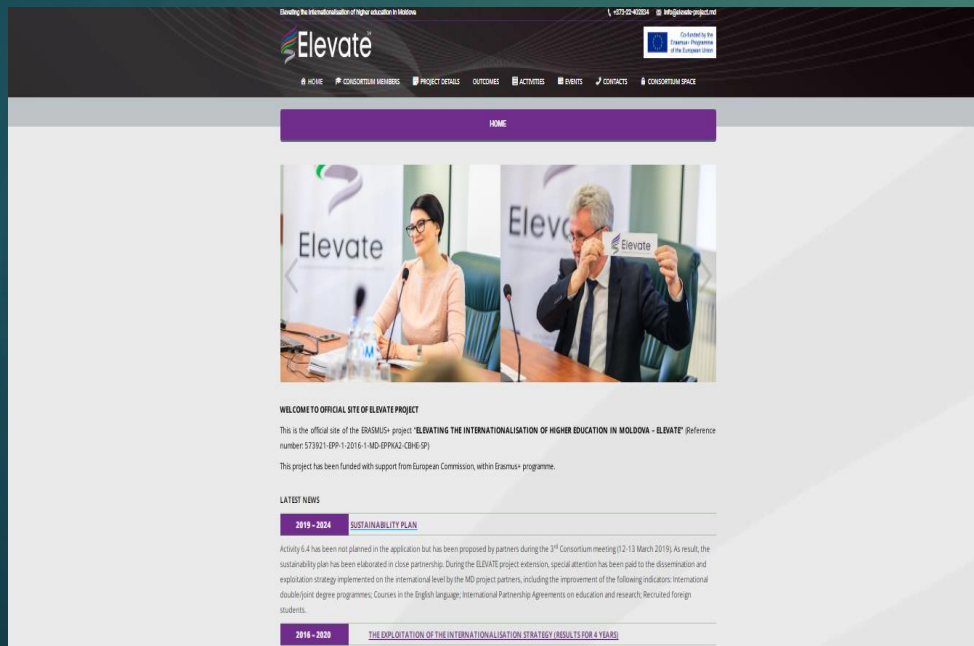 Elevating the internationalisation of higher education in Moldova
+373-22-402034 info@elevate-project.md
Elevate
Co-funded by the
Erasmus+ Programme
of the European Union
HOME CONSORTIUM MEMBERS PROJECT DETAILS OUTCOMES ACTIVITIES EVENTS CONTACTS CONSORTIUM SPACE
HOME
Elevate
Elev
Elevate
WELCOME TO OFFICIAL SITE OF ELEVATE PROJECT
This is the official site of the ERASMUS+ project "ELEVATING THE INTERNATIONALISATION OF HIGHER EDUCATION IN MOLDOVA – ELEVATE" (Reference
number: 573921-EPP-1-2016-1-MD-EPPKA2-CBHE-SP)
This project has been funded with support from European Commission, within Erasmus+ programme.
LATEST NEWS
2019 – 2024 SUSTAINABILITY PLAN
Activity 6.4 has been not planned in the application but has been proposed by partners during the 3rd Consortium meeting (12-13 March 2019). As result, the
sustainability plan has been elaborated in close partnership. During the ELEVATE project extension, special attention has been paid to the dissemination and
exploitation strategy implemented on the international level by the MD project partners, including the improvement of the following indicators: International
double/joint degree programmes; Courses in the English language; International Partnership Agreements on education and research; Recruited foreign
students.
2016 – 2020 THE EXPLOITATION OF THE INTERNATIONALISATION STRATEGY (RESULTS FOR 4 YEARS)